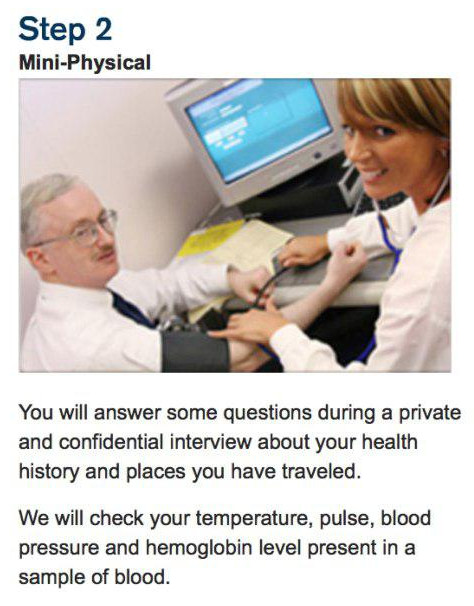 Step 2
Mini-Physical
You will answer some questions during a private
and confidential interview about your health
history and places you have traveled.
We will check your temperature, pulse, blood
pressure and hemoglobin level present in a
sample of blood.